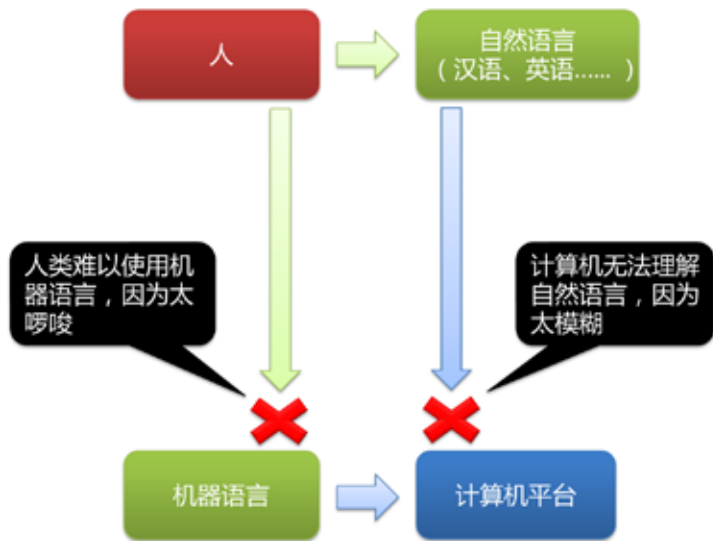 人
自然语言
（汉语、英语……）
人类难以使用机
器语言，因为太
啰唆
计算机无法理解
自然语言，因为
太模糊
机器语言
计算机平台